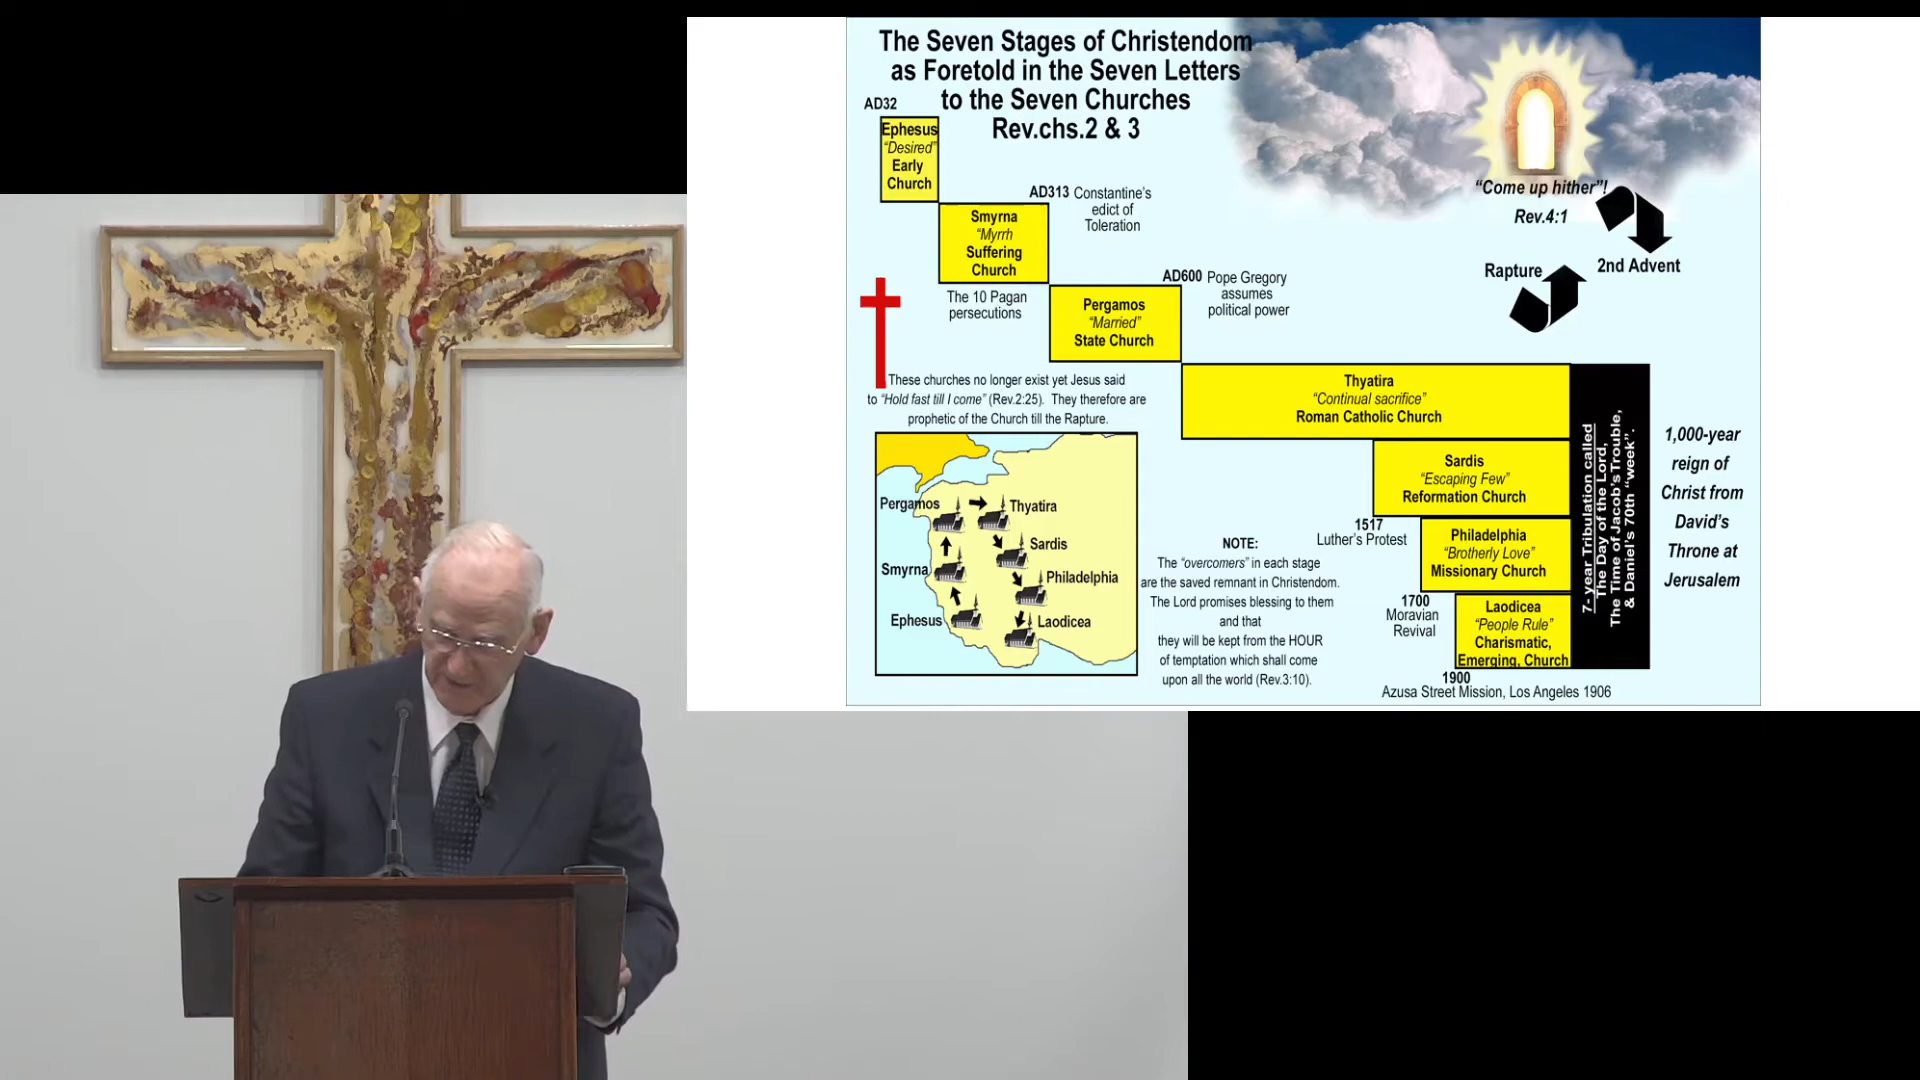 The Seven Stages of Christendom
as Foretold in the Seven Letters
to the Seven Churches
Rev.chs.2 & 3
AD32
Ephesus
“Desired”
Early
Church
AD313 Constantine’s
edict of
Toleration
Smyrna
“Myrrh
Suffering
Church
The 10 Pagan
persecutions
AD600 Pope Gregory
assumes
political power
Pergamos
“Married”
State Church
“Come up hither”!
Rev.4:1
Rapture
2nd Advent
These churches no longer exist yet Jesus said
to “Hold fast till I come” (Rev.2:25). They therefore are
prophetic of the Church till the Rapture.
Thyatira
“Continual sacrifice”
Roman Catholic Church
Sardis
“Escaping Few”
Reformation Church
1517
Luther’s Protest
Philadelphia
“Brotherly Love”
Missionary Church
1700
Moravian
Revival
Laodicea
“People Rule”
Charismatic,
Emerging, Church
1900
Azusa Street Mission, Los Angeles 1906
7- year Tribulation called
The Day of the Lord,
The Time of Jacob’s Trouble,
& Daniel’s 70th “week”.
1,000-year
reign of
Christ from
David’s
Throne at
Jerusalem
Pergamos
Thyatira
Sardis
Smyrna
Philadelphia
Ephesus
Laodicea
NOTE:
The “overcomers” in each stage
are the saved remnant in Christendom.
The Lord promises blessing to them
and that
they will be kept from the HOUR
of temptation which shall come
upon all the world (Rev.3:10).